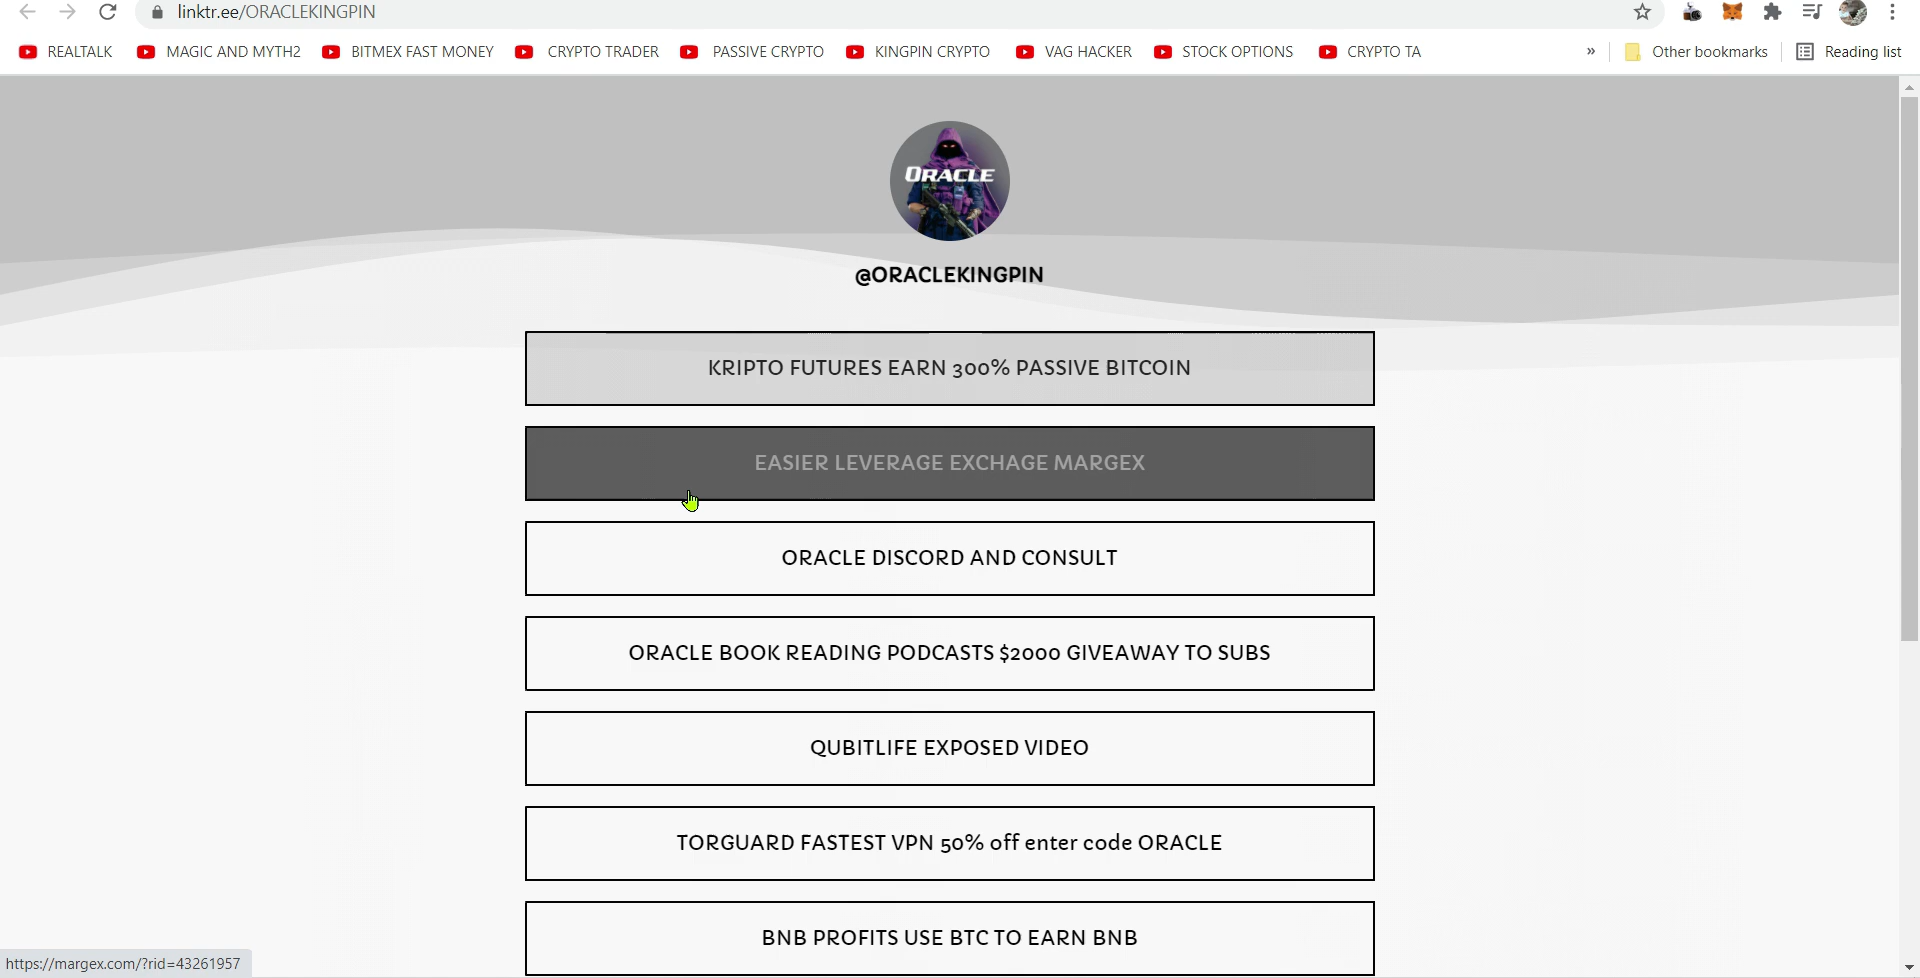 linktr.ee/ORACLEKINGPIN
REALTALK MAGIC AND MYTH2 BITMEX FAST MONEY CRYPTO TRADER PASSIVE CRYPTO KINGPIN CRYPTO VAG HACKER STOCK OPTIONS CRYPTO TA » Other bookmarks Reading list
ORACLE
@ORACLEKINGPIN
KRIPTO FUTURES EARN 300% PASSIVE BITCOIN
EASIER LEVERAGE EXCHAGE MARGEX
ORACLE DISCORD AND CONSULT
ORACLE BOOK READING PODCASTS $2000 GIVEAWAY TO SUBS
QUBITLIFE EXPOSED VIDEO
TORGUARD FASTEST VPN 50% off enter code ORACLE
BNB PROFITS USE BTC TO EARN BNB
https://margex.com/?rid=43261957